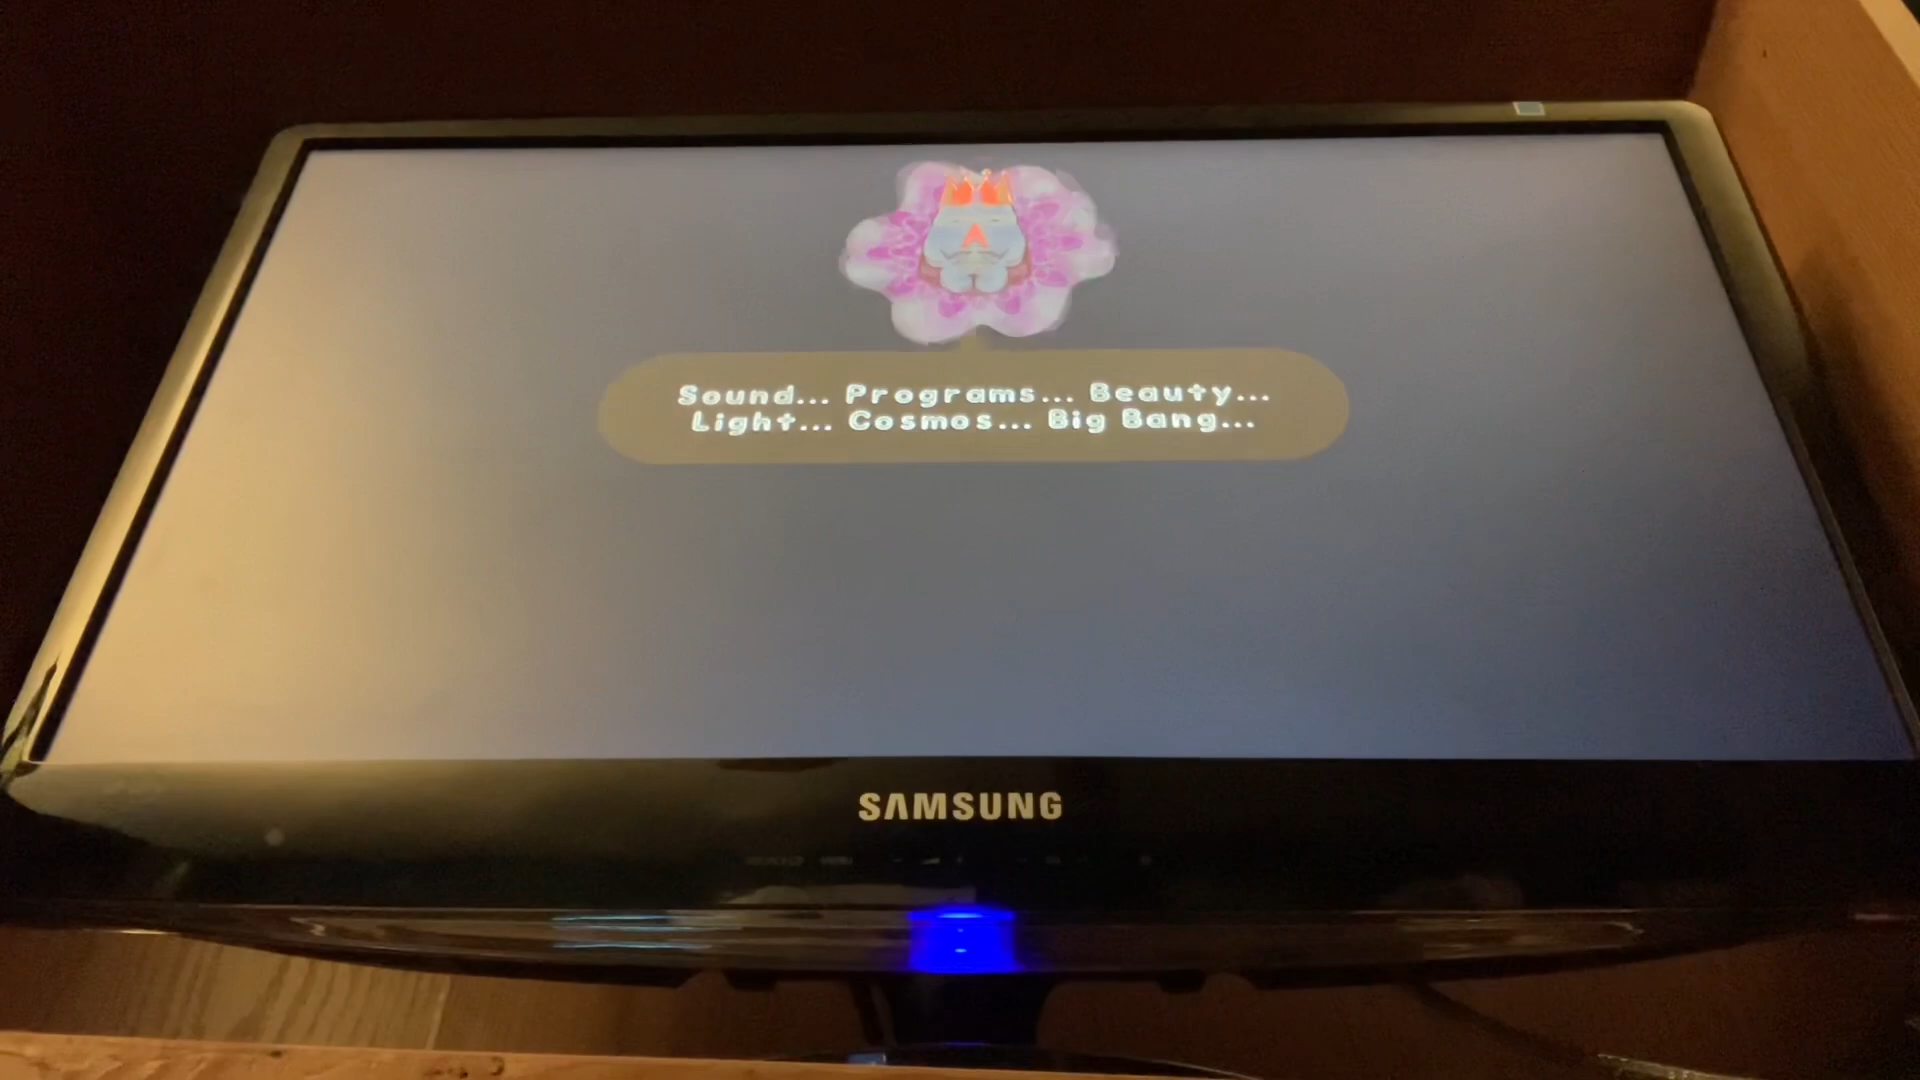 Sound... Programs... Beauty...
Light... Cosmos... Big Bang...
SAMSUNG